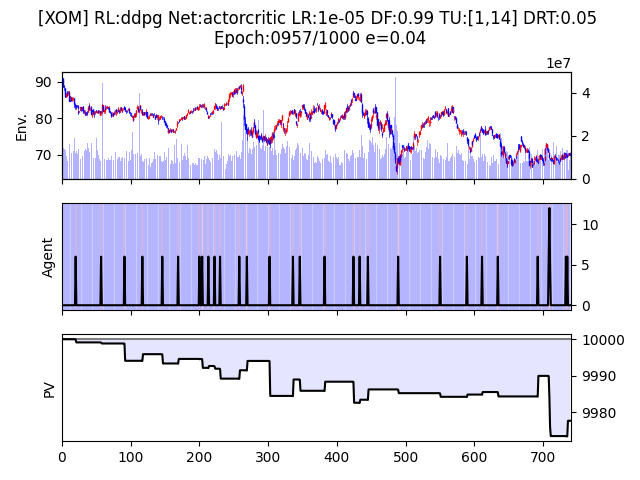 [XOM] RL:ddpg Net:actorcritic LR:1e-05 DF:0.99 TU:[1,14] DRT:0.05
Epoch:0957/1000 e=0.04
1e7
90
80
70
Env.
4
2
0
Agent
10
5
0
PV
10000
9990
9980
0 100 200 300 400 500 600 700